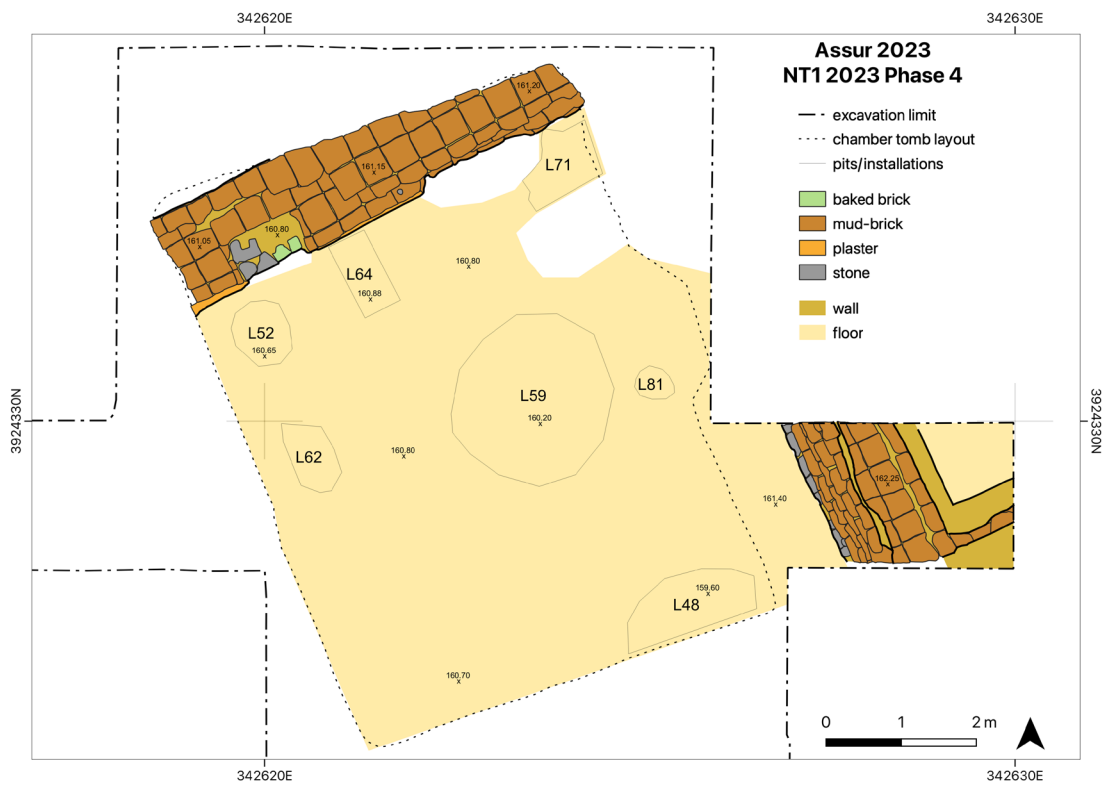 342620E
342630E
Assur 2023
NT1 2023 Phase 4
excavation limit
chamber tomb layout
pits/installations
baked brick
mud-brick
plaster
stone
wall
floor
161.20
161.15
L71
160.80
161.05
160.80
L64
160.88
L52
160.65
L59
160.20
L81
3924330N
3924330N
L62
160.80
162.25
161.40
159.60
L48
160.70
0 1 2 m
342620E
342630E